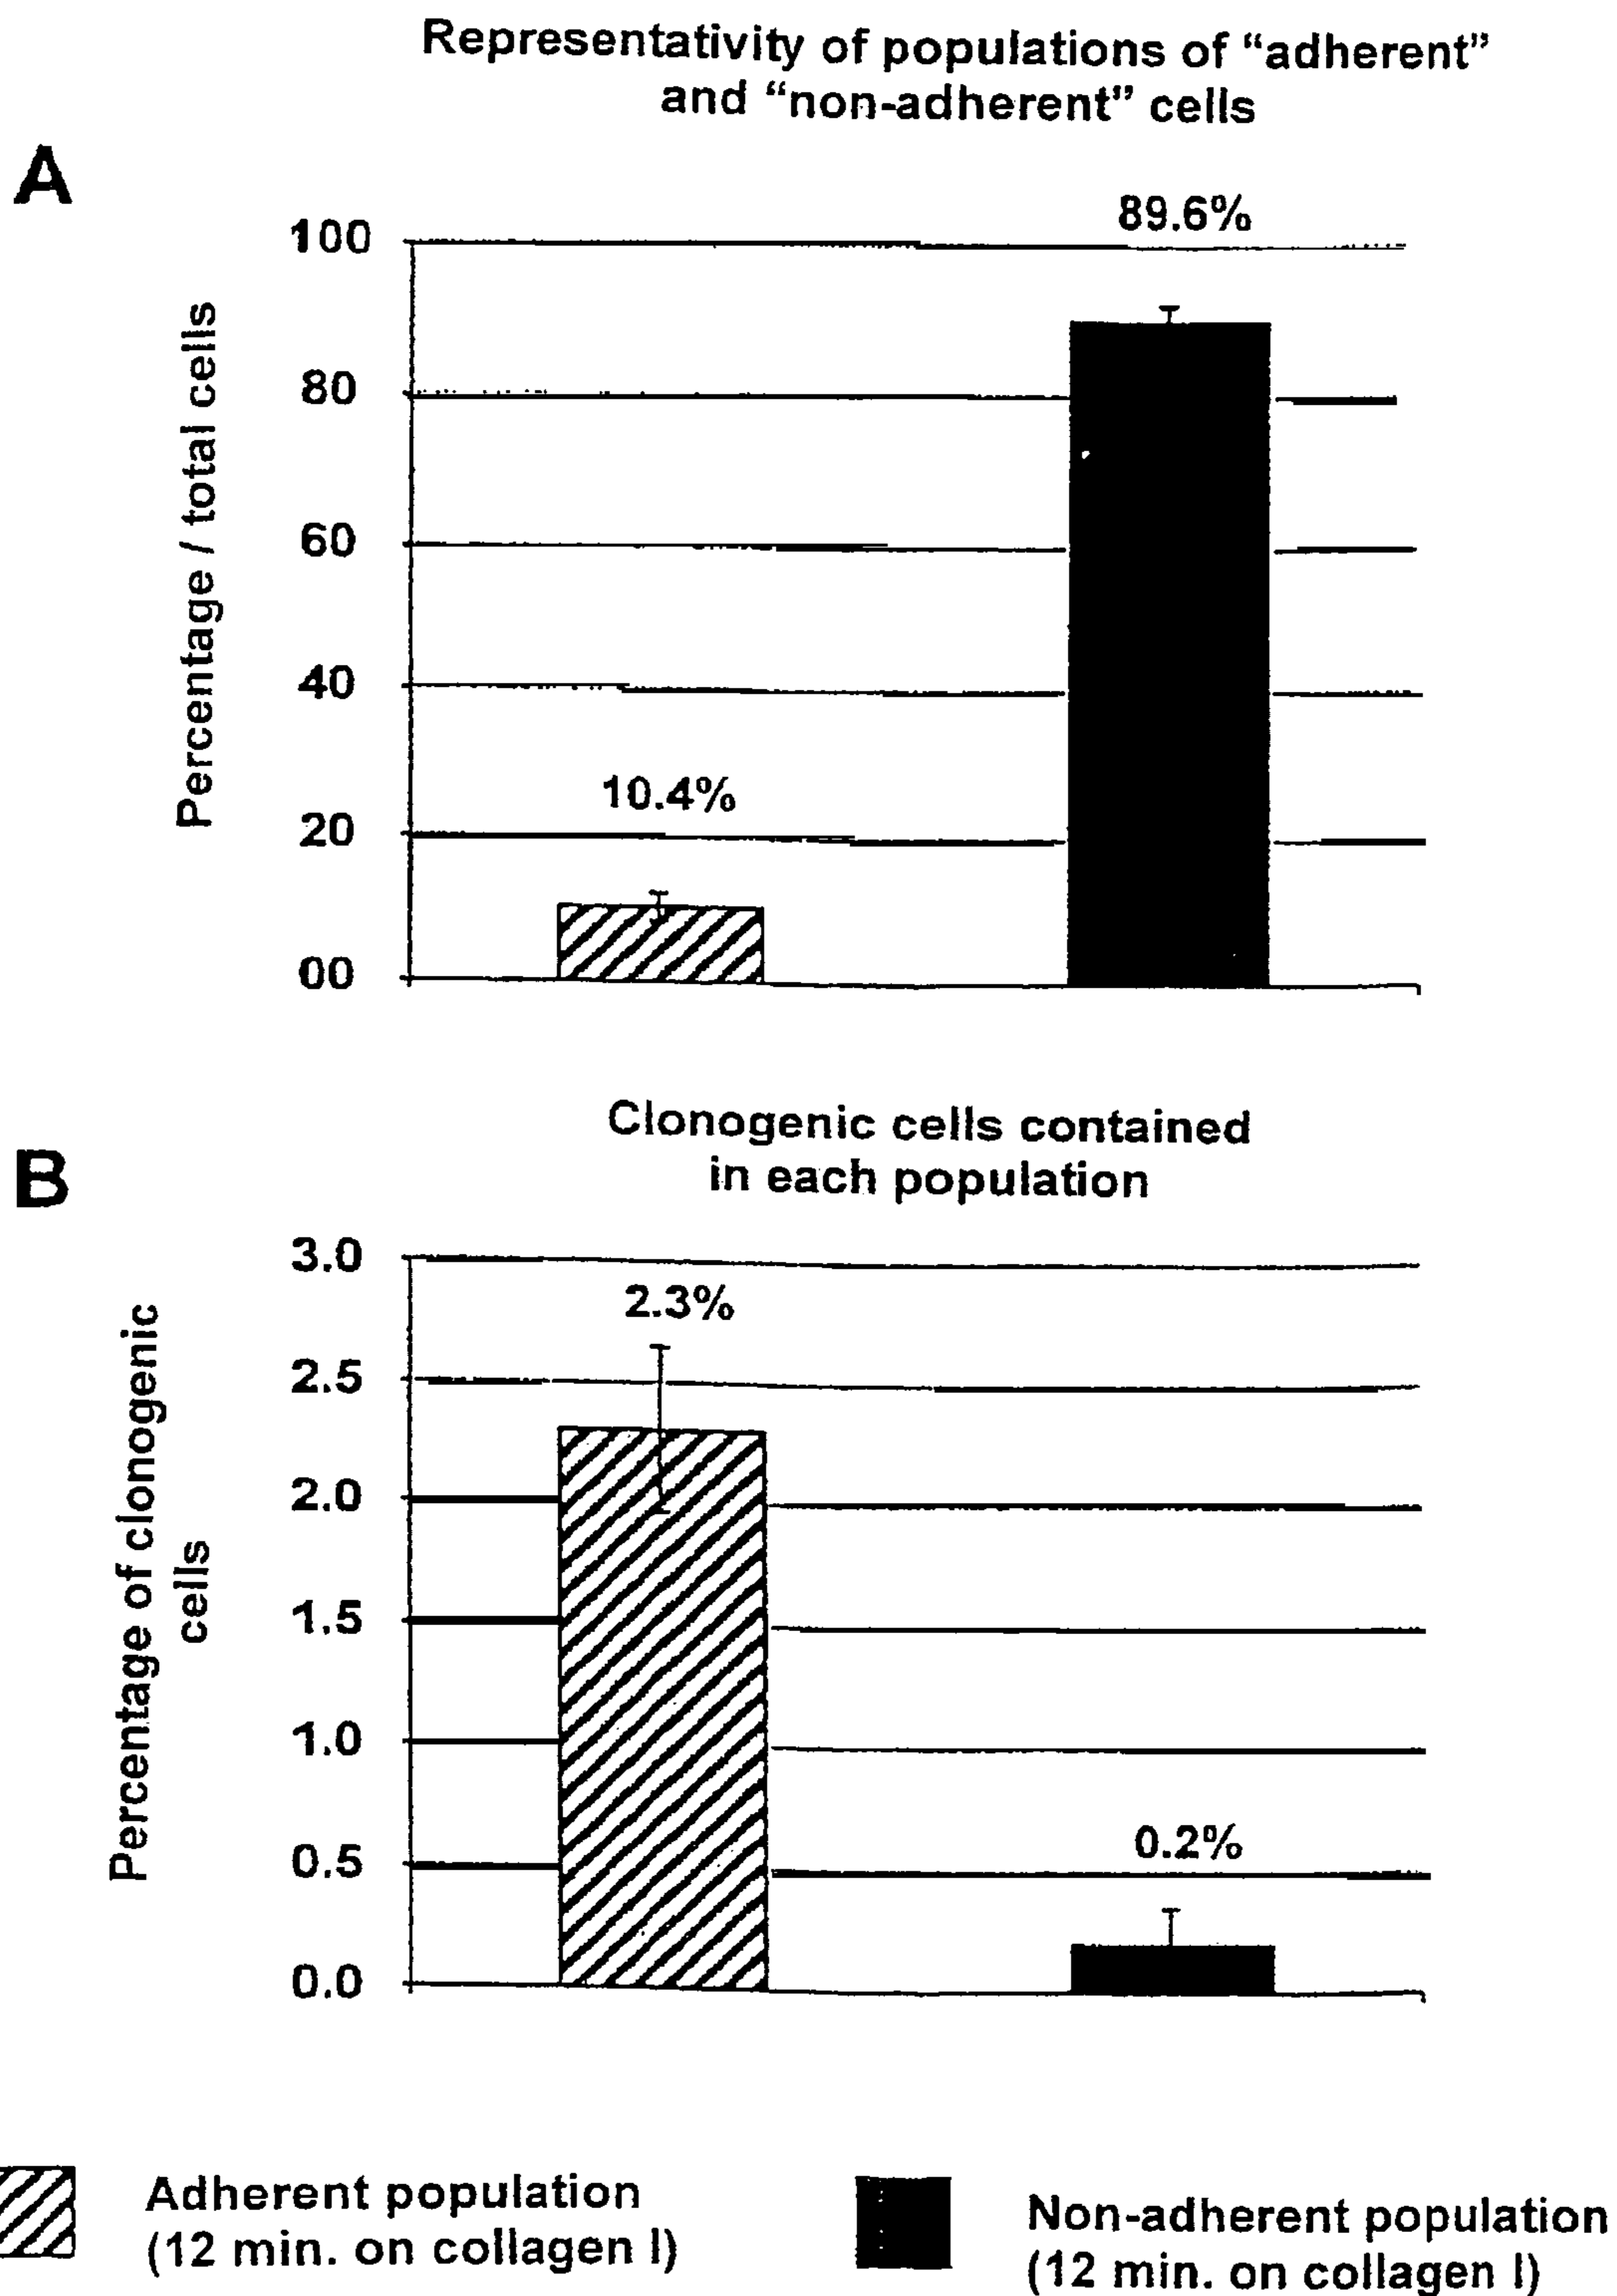 Representativity of populations of “adherent”
and “non-adherent” cells
A
89.6%
100
80
60
40
10.4%
20
00
Percentage / total cells
Clonogenic cells contained
in each population
B
3.0
2.3%
2.5
2.0
1.5
1.0
0.2%
0.5
0.0
Percentage of clonogenic
cells
Adherent population
(12 min. on collagen I)
Non-adherent population
(12 min. on collagen I)